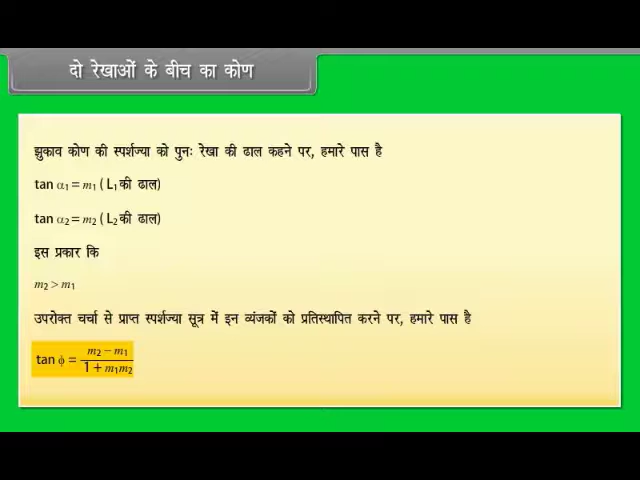 दो रेखाओं के बीच का कोण
झुकाव कोण की स्पर्शज्या को पुनः रेखा की ढाल कहने पर, हमारे पास है
tan α₁ = m₁ ( L₁ की ढाल)
tan α₂ = m₂ ( L₂ की ढाल)
इस प्रकार कि
m₂ > m₁
उपरोक्त चर्चा से प्राप्त स्पर्शज्या सूत्र में इन व्यंजकों को प्रतिस्थापित करने पर, हमारे पास है
tan ϕ = (m₂ − m₁) / (1 + m₁m₂)